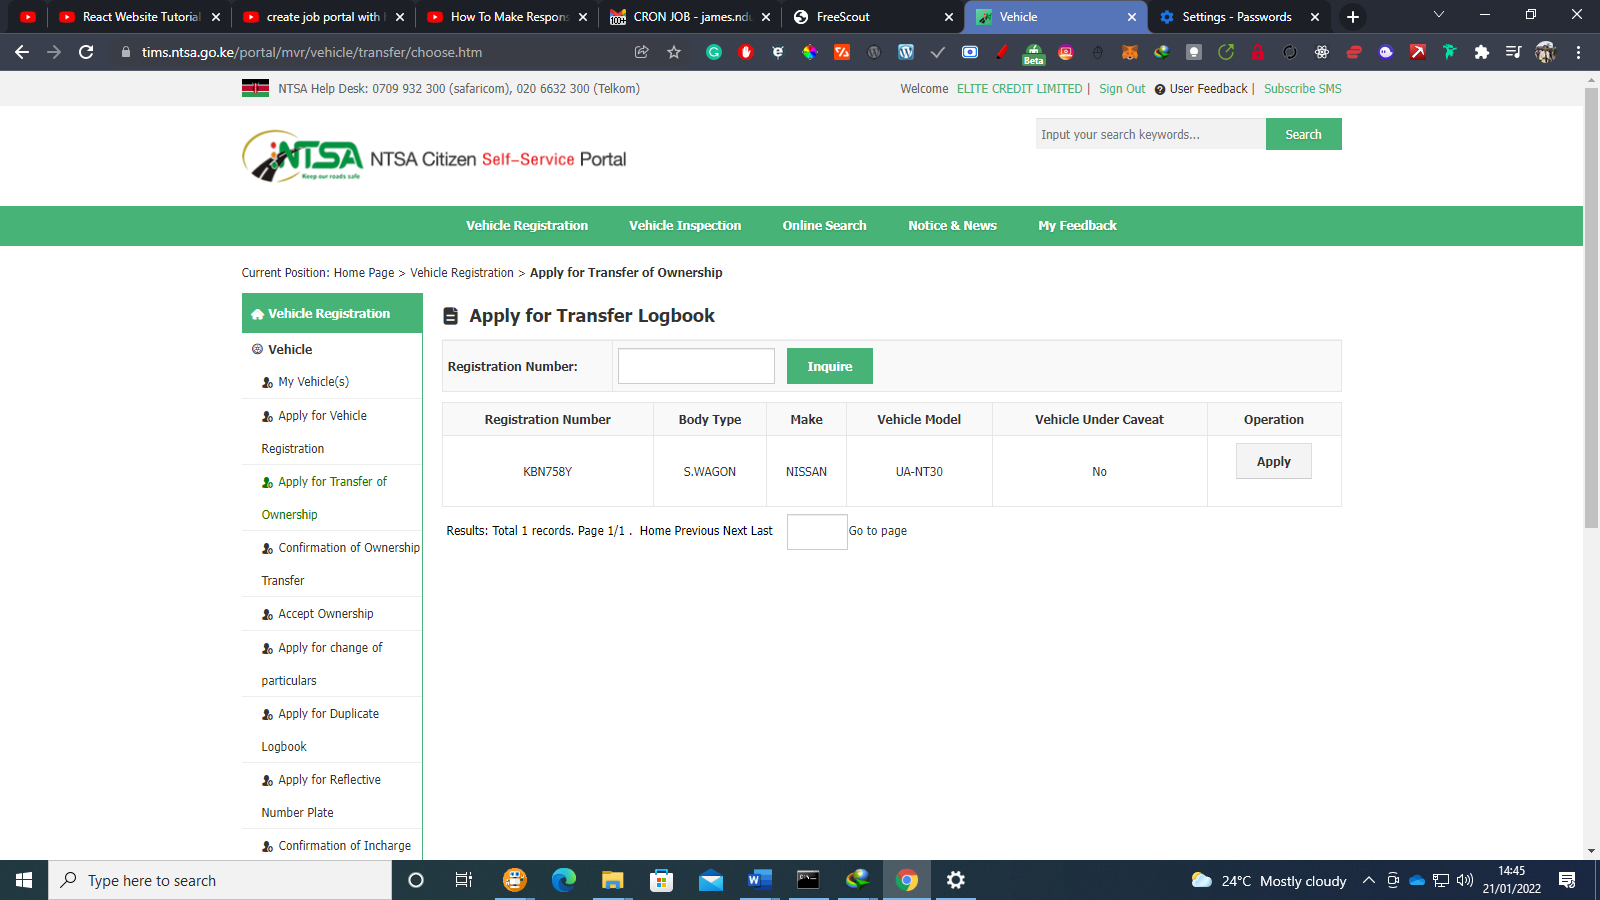 React Website Tutorial
create job portal with
How To Make Respons
100+
CRON JOB - james.ndu
FreeScout
Vehicle
Settings - Passwords
tims.ntsa.go.ke/portal/mvr/vehicle/transfer/choose.htm
Beta
NTSA Help Desk: 0709 932 300 (safaricom), 020 6632 300 (Telkom)
Welcome ELITE CREDIT LIMITED | Sign Out User Feedback | Subscribe SMS
Input your search keywords...
Search
NTSA
Keep our roads safe
NTSA Citizen Self-Service Portal
Vehicle Registration
Vehicle Inspection
Online Search
Notice & News
My Feedback
Current Position: Home Page > Vehicle Registration > Apply for Transfer of Ownership
Vehicle Registration
Vehicle
My Vehicle(s)
Apply for Vehicle
Registration
Apply for Transfer of
Ownership
Confirmation of Ownership
Transfer
Accept Ownership
Apply for change of
particulars
Apply for Duplicate
Logbook
Apply for Reflective
Number Plate
Confirmation of Incharge
Apply for Transfer Logbook
Registration Number:
Inquire
Registration Number Body Type Make Vehicle Model Vehicle Under Caveat Operation
KBN758Y S.WAGON NISSAN UA-NT30 No Apply
Results: Total 1 records. Page 1/1 . Home Previous Next Last Go to page
Type here to search
24°C Mostly cloudy
14:45
21/01/2022